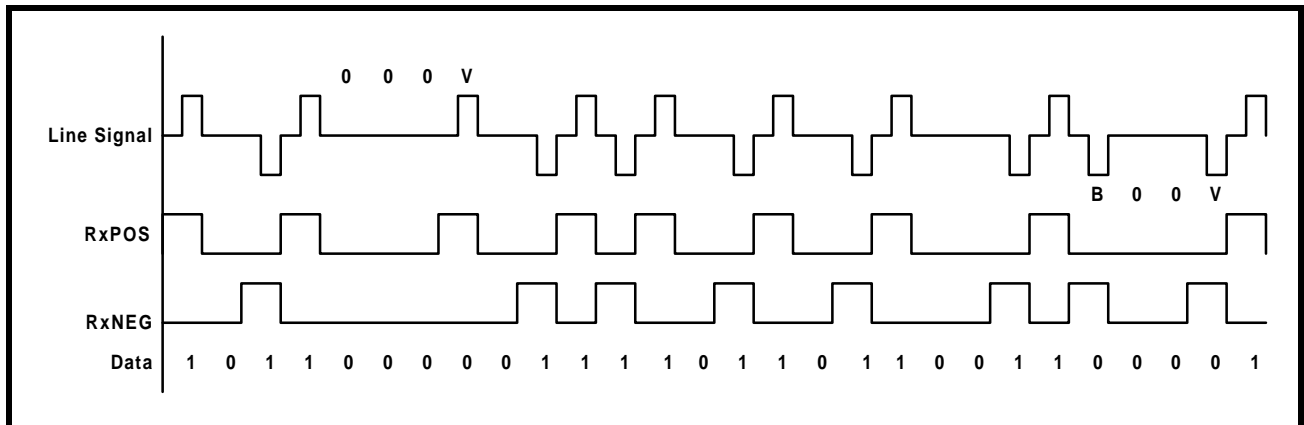 0 0 0 V
Line Signal
B 0 0 V
RxPOS
RxNEG
Data 1 0 1 1 0 0 0 0 0 1 1 1 1 0 1 1 0 1 1 0 0 1 1 0 0 0 0 1